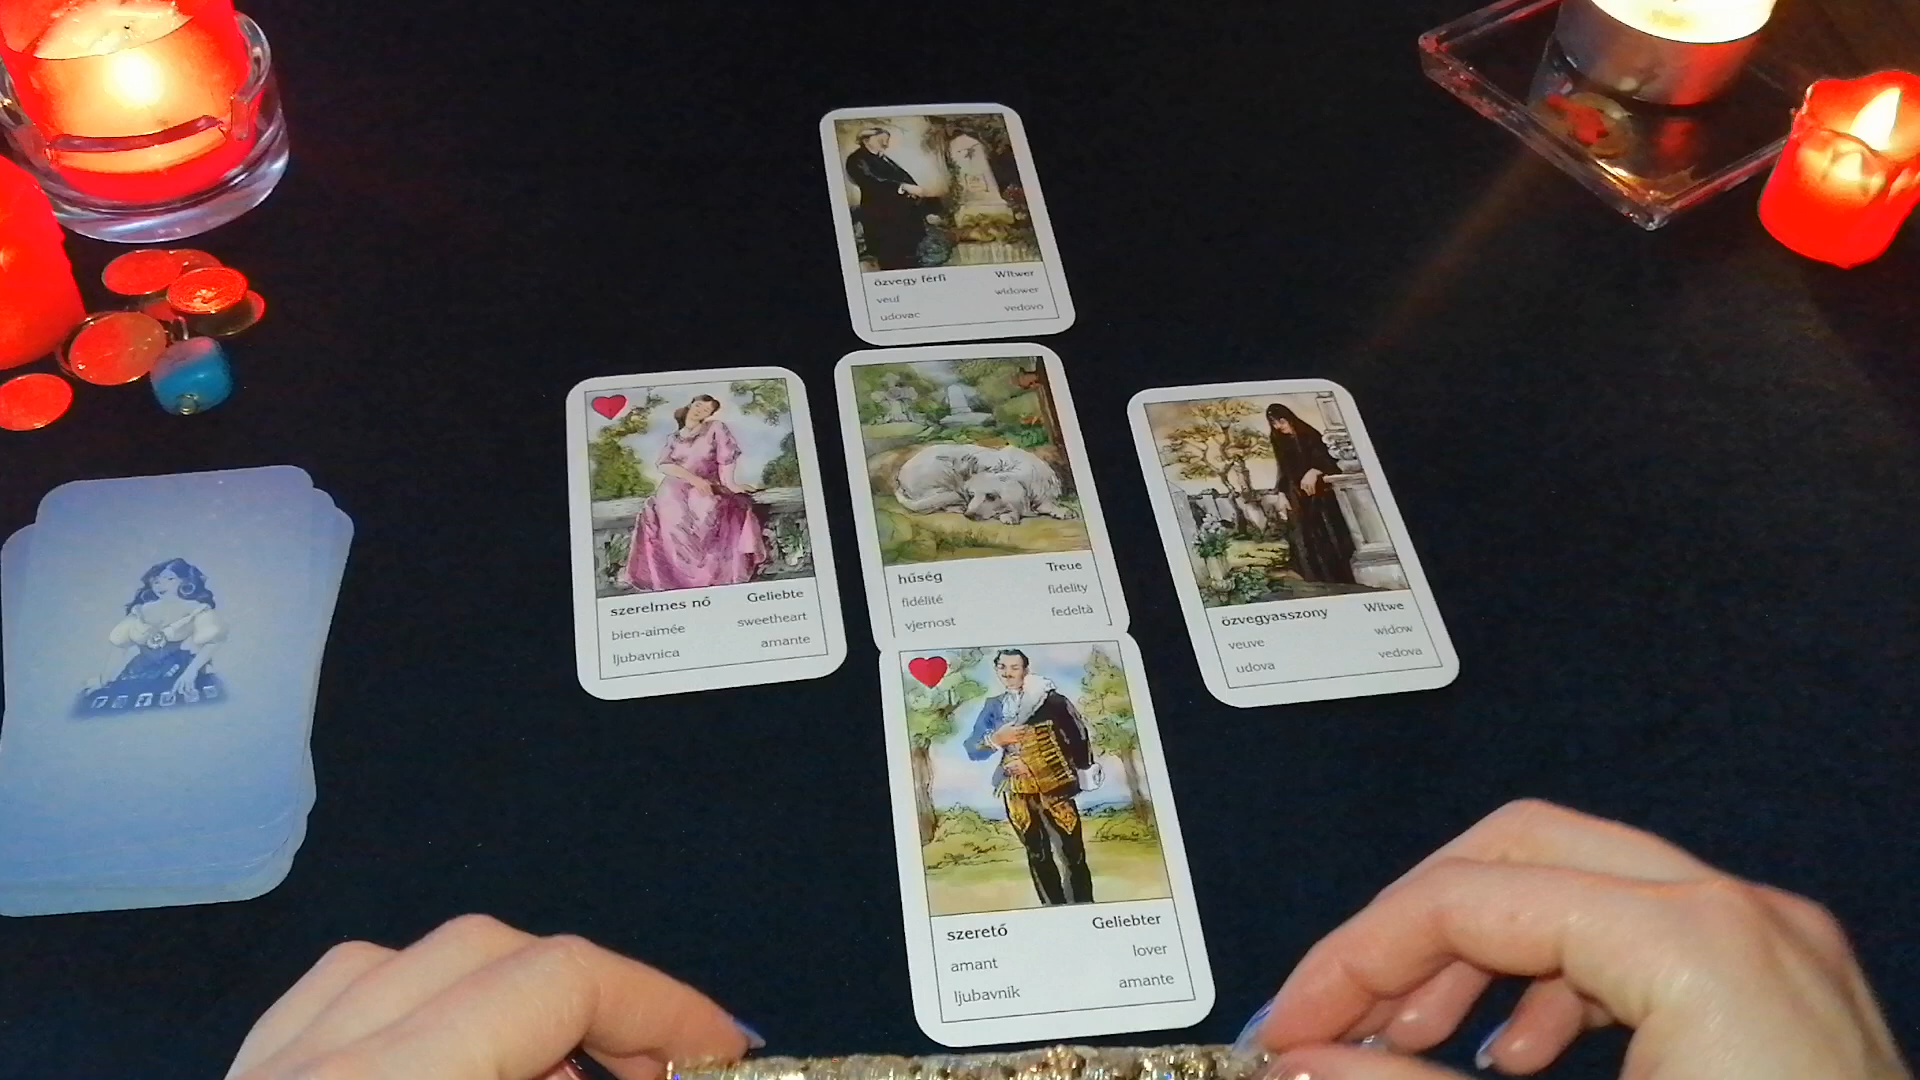 özvegy férfi Witwer
veuf widower
udovac vedovo
szerelmes nő Geliebte
bien-aimée sweetheart
ljubavnica amante
hűség Treue
fidélité fidelity
vjernost fedeltà
özvegyasszony Witwe
veuve widow
udova vedova
szerető Geliebter
amant lover
ljubavnik amante